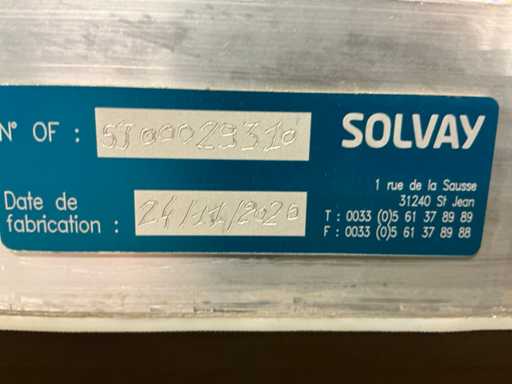 N° OF : SJ00029310
SOLVAY
Date de
fabrication : 24/11/2020
1 rue de la Sausse
31240 St Jean
T : 0033 (0)5 61 37 89 89
F : 0033 (0)5 61 37 89 88